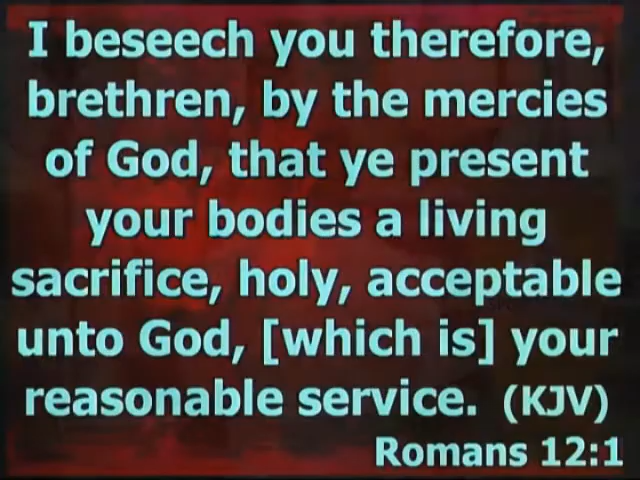 I beseech you therefore,
brethren, by the mercies
of God, that ye present
your bodies a living
sacrifice, holy, acceptable
unto God, [which is] your
reasonable service. (KJV)
Romans 12:1